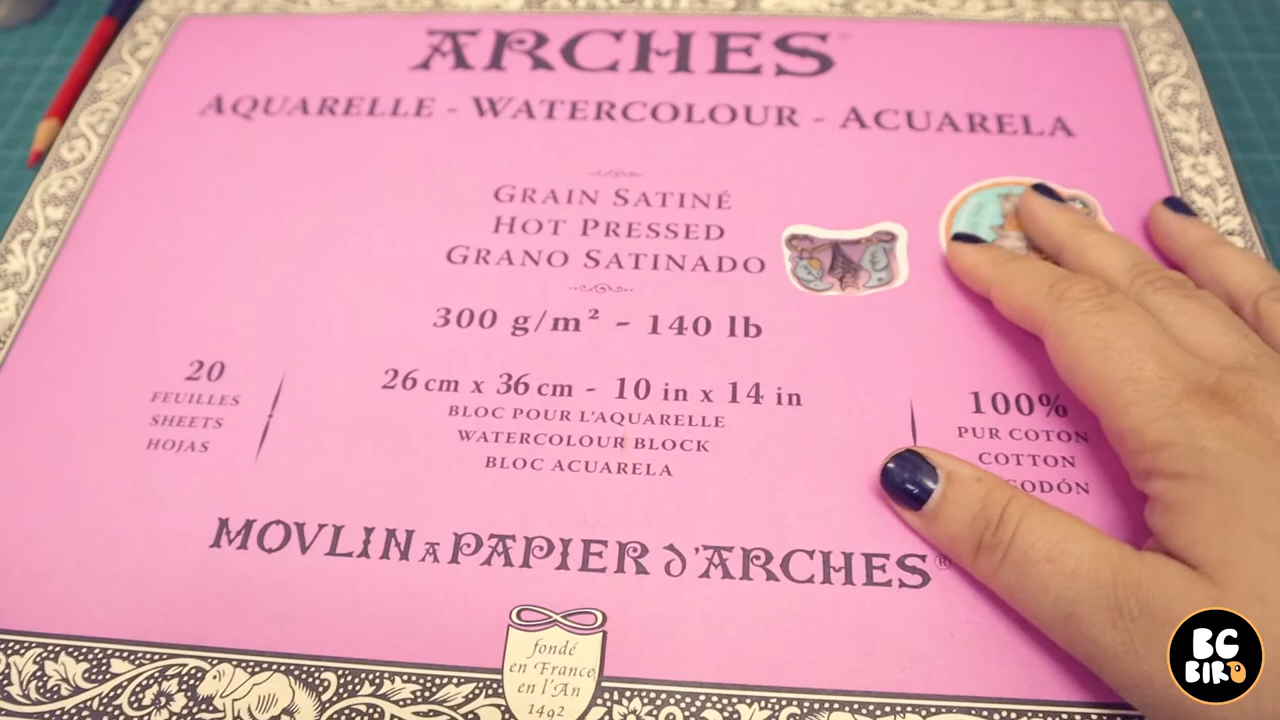 ARCHES
AQUARELLE - WATERCOLOUR - ACUARELA
GRAIN SATINÉ
HOT PRESSED
GRANO SATINADO
300 g/m² - 140 lb
20
FEUILLES
SHEETS
HOJAS
26 cm x 36 cm - 10 in x 14 in
BLOC POUR L'AQUARELLE
WATERCOLOUR BLOCK
BLOC ACUARELA
100%
PUR COTON
COTTON
GODÓN
MOVLIN A PAPIER d'ARCHES®
fondé
en France
en l'An
1492
BC
BIRO